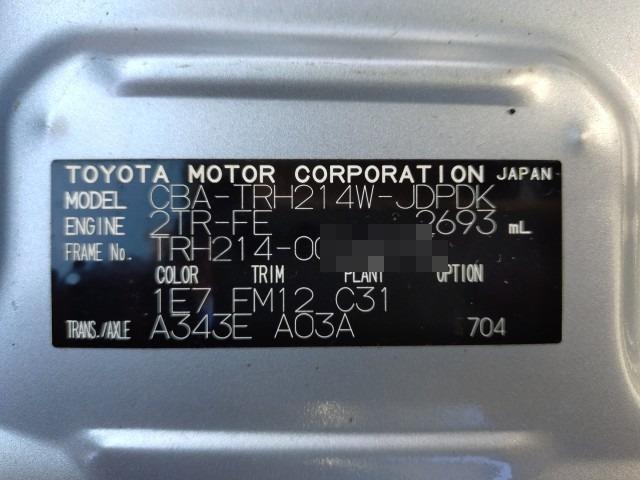 TOYOTA MOTOR CORPORATION JAPAN
MODEL CBA-TRH214W-JDPDK
ENGINE 2TR-FE 2693 mL
FRAME No. TRH214-00
COLOR TRIM PLANT OPTION
1E7 FM12 C31
TRANS./AXLE A343E A03A 704